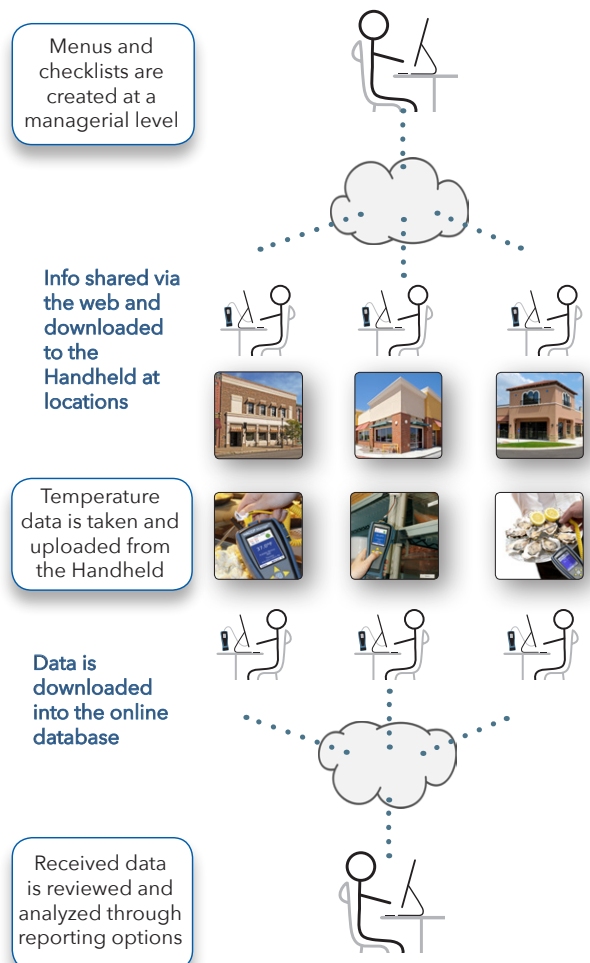 Menus and
checklists are
created at a
managerial level
Info shared via
the web and
downloaded
to the
Handheld at
locations
Temperature
data is taken and
uploaded from
the Handheld
Data is
downloaded
into the online
database
Received data
is reviewed and
analyzed through
reporting options